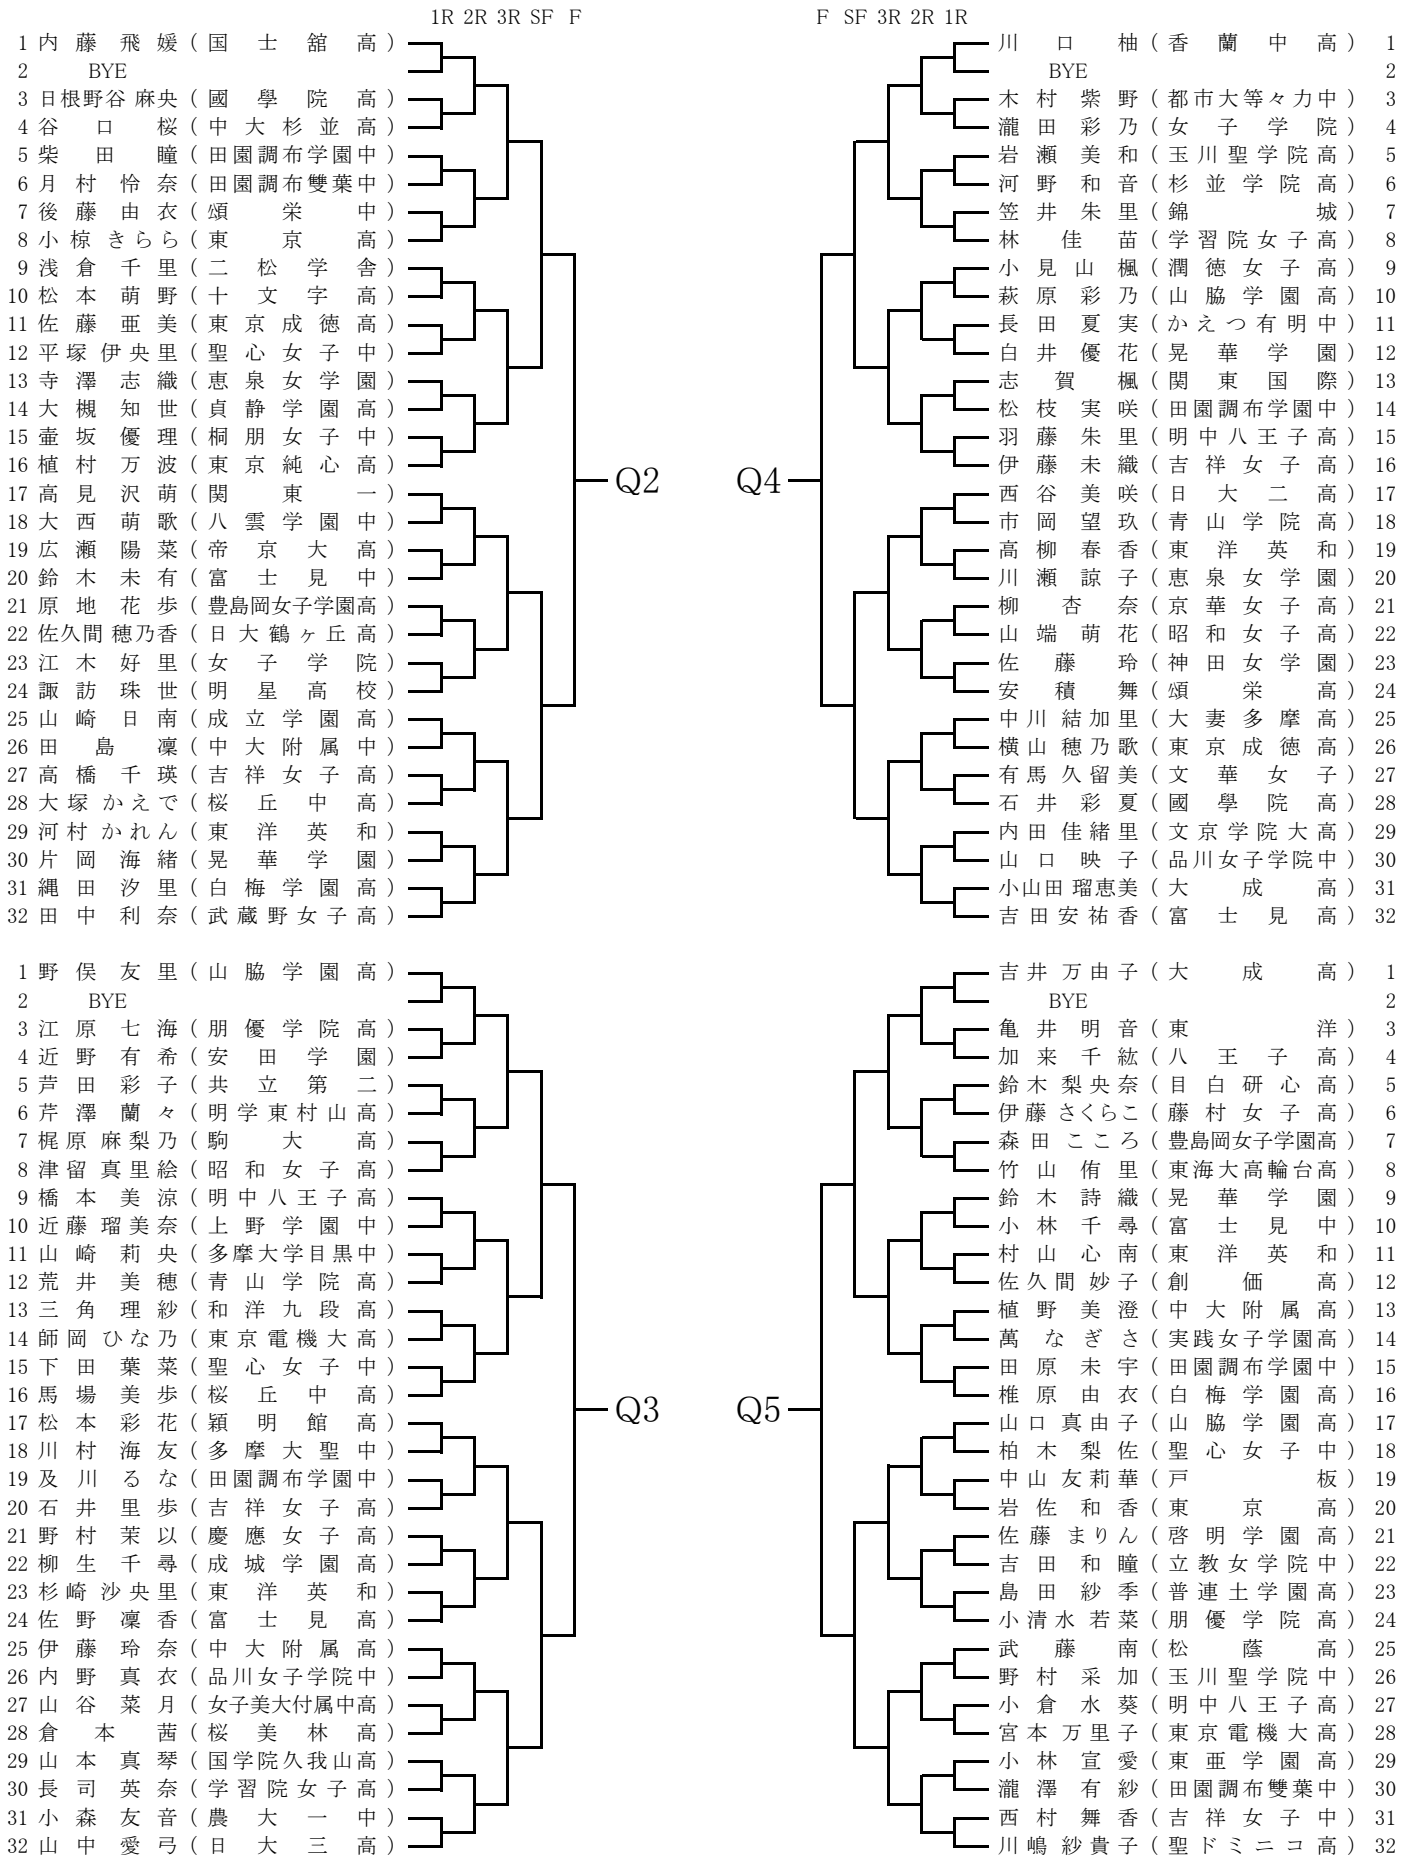 1R 2R 3R SF F
1 内藤飛媛 (国士舘高)
2 BYE
3 日根野谷 麻央 (國學院高)
4 谷口桜 (中大杉並高)
5 柴田瞳 (田園調布学園中)
6 月村怜奈 (田園調布雙葉中)
7 後藤由衣 (頌栄中)
8 小椋きらら (東京高)
9 浅倉千里 (二松学舎)
10 松本萌野 (十文字高)
11 佐藤亜美 (東京成徳高)
12 平塚伊央里 (聖心女子中)
13 寺澤志織 (恵泉女学園)
14 大槻知世 (貞静学園高)
15 壷坂優理 (桐朋女子中)
16 植村万波 (東京純心高)
17 高見沢萌 (関東一)
18 大西萌歌 (八雲学園中)
19 広瀬陽菜 (帝京大高)
20 鈴木未有 (富士見中)
21 原地花歩 (豊島岡女子学園高)
22 佐久間 穂乃香 (日大鶴ヶ丘高)
23 江木好里 (女子学院)
24 諏訪珠世 (明星高校)
25 山崎日南 (成立学園高)
26 田島凜 (中大附属中)
27 高橋千瑛 (吉祥女子高)
28 大塚かえで (桜丘中高)
29 河村かれん (東洋英和)
30 片岡海緒 (晃華学園)
31 縄田汐里 (白梅学園高)
32 田中利奈 (武蔵野女子高)
Q2
F SF 3R 2R 1R
川口柚 (香蘭中高) 1
BYE 2
木村紫野 (都市大等々力中) 3
瀧田彩乃 (女子学院) 4
岩瀬美和 (玉川聖学院高) 5
河野和音 (杉並学院高) 6
笠井朱里 (錦城) 7
林佳苗 (学習院女子高) 8
小見山楓 (潤徳女子高) 9
萩原彩乃 (山脇学園高) 10
長田夏実 (かえつ有明中) 11
白井優花 (晃華学園) 12
志賀楓 (関東国際) 13
松枝実咲 (田園調布学園中) 14
羽藤朱里 (明中八王子高) 15
伊藤未織 (吉祥女子高) 16
西谷美咲 (日大二高) 17
市岡望玖 (青山学院高) 18
高柳春香 (東洋英和) 19
川瀬諒子 (恵泉女学園) 20
柳杏奈 (京華女子高) 21
山端萌花 (昭和女子高) 22
佐藤玲 (神田女学園) 23
安積舞 (頌栄高) 24
中川結加里 (大妻多摩高) 25
横山穂乃歌 (東京成徳高) 26
有馬久留美 (文華女子) 27
石井彩夏 (國學院高) 28
内田佳緒里 (文京学院大高) 29
山口映子 (品川女子学院中) 30
小山田 瑠恵美 (大成高) 31
吉田安祐香 (富士見高) 32
Q4
1 野俣友里 (山脇学園高)
2 BYE
3 江原七海 (朋優学院高)
4 近野有希 (安田学園)
5 芦田彩子 (共立第二)
6 芹澤蘭々 (明学東村山高)
7 梶原麻梨乃 (駒大高)
8 津留真里絵 (昭和女子高)
9 橋本美涼 (明中八王子高)
10 近藤瑠美奈 (上野学園中)
11 山崎莉央 (多摩大学目黒中)
12 荒井美穂 (青山学院高)
13 三角理紗 (和洋九段高)
14 師岡ひな乃 (東京電機大高)
15 下田葉菜 (聖心女子中)
16 馬場美歩 (桜丘中高)
17 松本彩花 (穎明館高)
18 川村海友 (多摩大聖中)
19 及川るな (田園調布学園中)
20 石井里歩 (吉祥女子高)
21 野村茉以 (慶應女子高)
22 柳生千尋 (成城学園高)
23 杉崎沙央里 (東洋英和)
24 佐野凜香 (富士見高)
25 伊藤玲奈 (中大附属高)
26 内野真衣 (品川女子学院中)
27 山谷菜月 (女子美大付属中高)
28 倉本茜 (桜美林高)
29 山本真琴 (国学院久我山高)
30 長司英奈 (学習院女子高)
31 小森友音 (農大一中)
32 山中愛弓 (日大三高)
Q3
吉井万由子 (大成高) 1
BYE 2
亀井明音 (東洋) 3
加来千紘 (八王子高) 4
鈴木梨央奈 (目白研心高) 5
伊藤さくらこ (藤村女子高) 6
森田こころ (豊島岡女子学園高) 7
竹山侑里 (東海大高輪台高) 8
鈴木詩織 (晃華学園) 9
小林千尋 (富士見中) 10
村山心南 (東洋英和) 11
佐久間妙子 (創価高) 12
植野美澄 (中大附属高) 13
萬なぎさ (実践女子学園高) 14
田原未宇 (田園調布学園中) 15
椎原由衣 (白梅学園高) 16
山口真由子 (山脇学園高) 17
柏木梨佐 (聖心女子中) 18
中山友莉華 (戸板) 19
岩佐和香 (東京高) 20
佐藤まりん (啓明学園高) 21
吉田和瞳 (立教女学院中) 22
島田紗季 (普連土学園高) 23
小清水若菜 (朋優学院高) 24
武藤南 (松蔭高) 25
野村采加 (玉川聖学院中) 26
小倉水葵 (明中八王子高) 27
宮本万里子 (東京電機大高) 28
小林宣愛 (東亜学園高) 29
瀧澤有紗 (田園調布雙葉中) 30
西村舞香 (吉祥女子中) 31
川嶋紗貴子 (聖ドミニコ高) 32
Q5